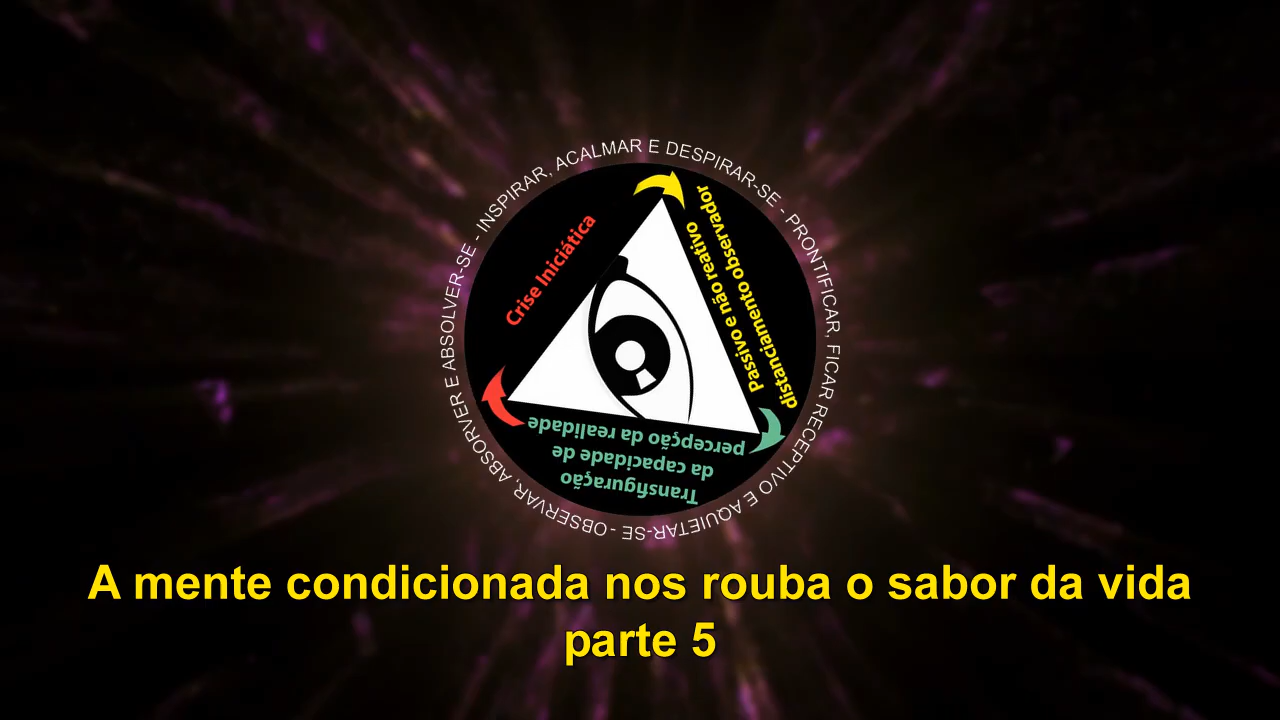 INSPIRAR, ACALMAR E DESPIRAR-SE - PRONTIFICAR, FICAR RECEPTIVO E AQUIETAR-SE - OBSERVAR, ABSORVER E ABSOLVER-SE -
Crise Iniciática
Passivo e não reativo
distanciamento observador
Transfiguração
da capacidade de
percepção da realidade
A mente condicionada nos rouba o sabor da vida
parte 5